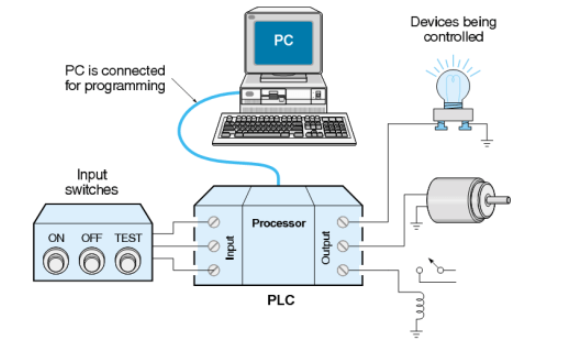 PC
Devices being
controlled
PC is connected
for programming
Input
switches
ON OFF TEST
Input
Processor
Output
PLC